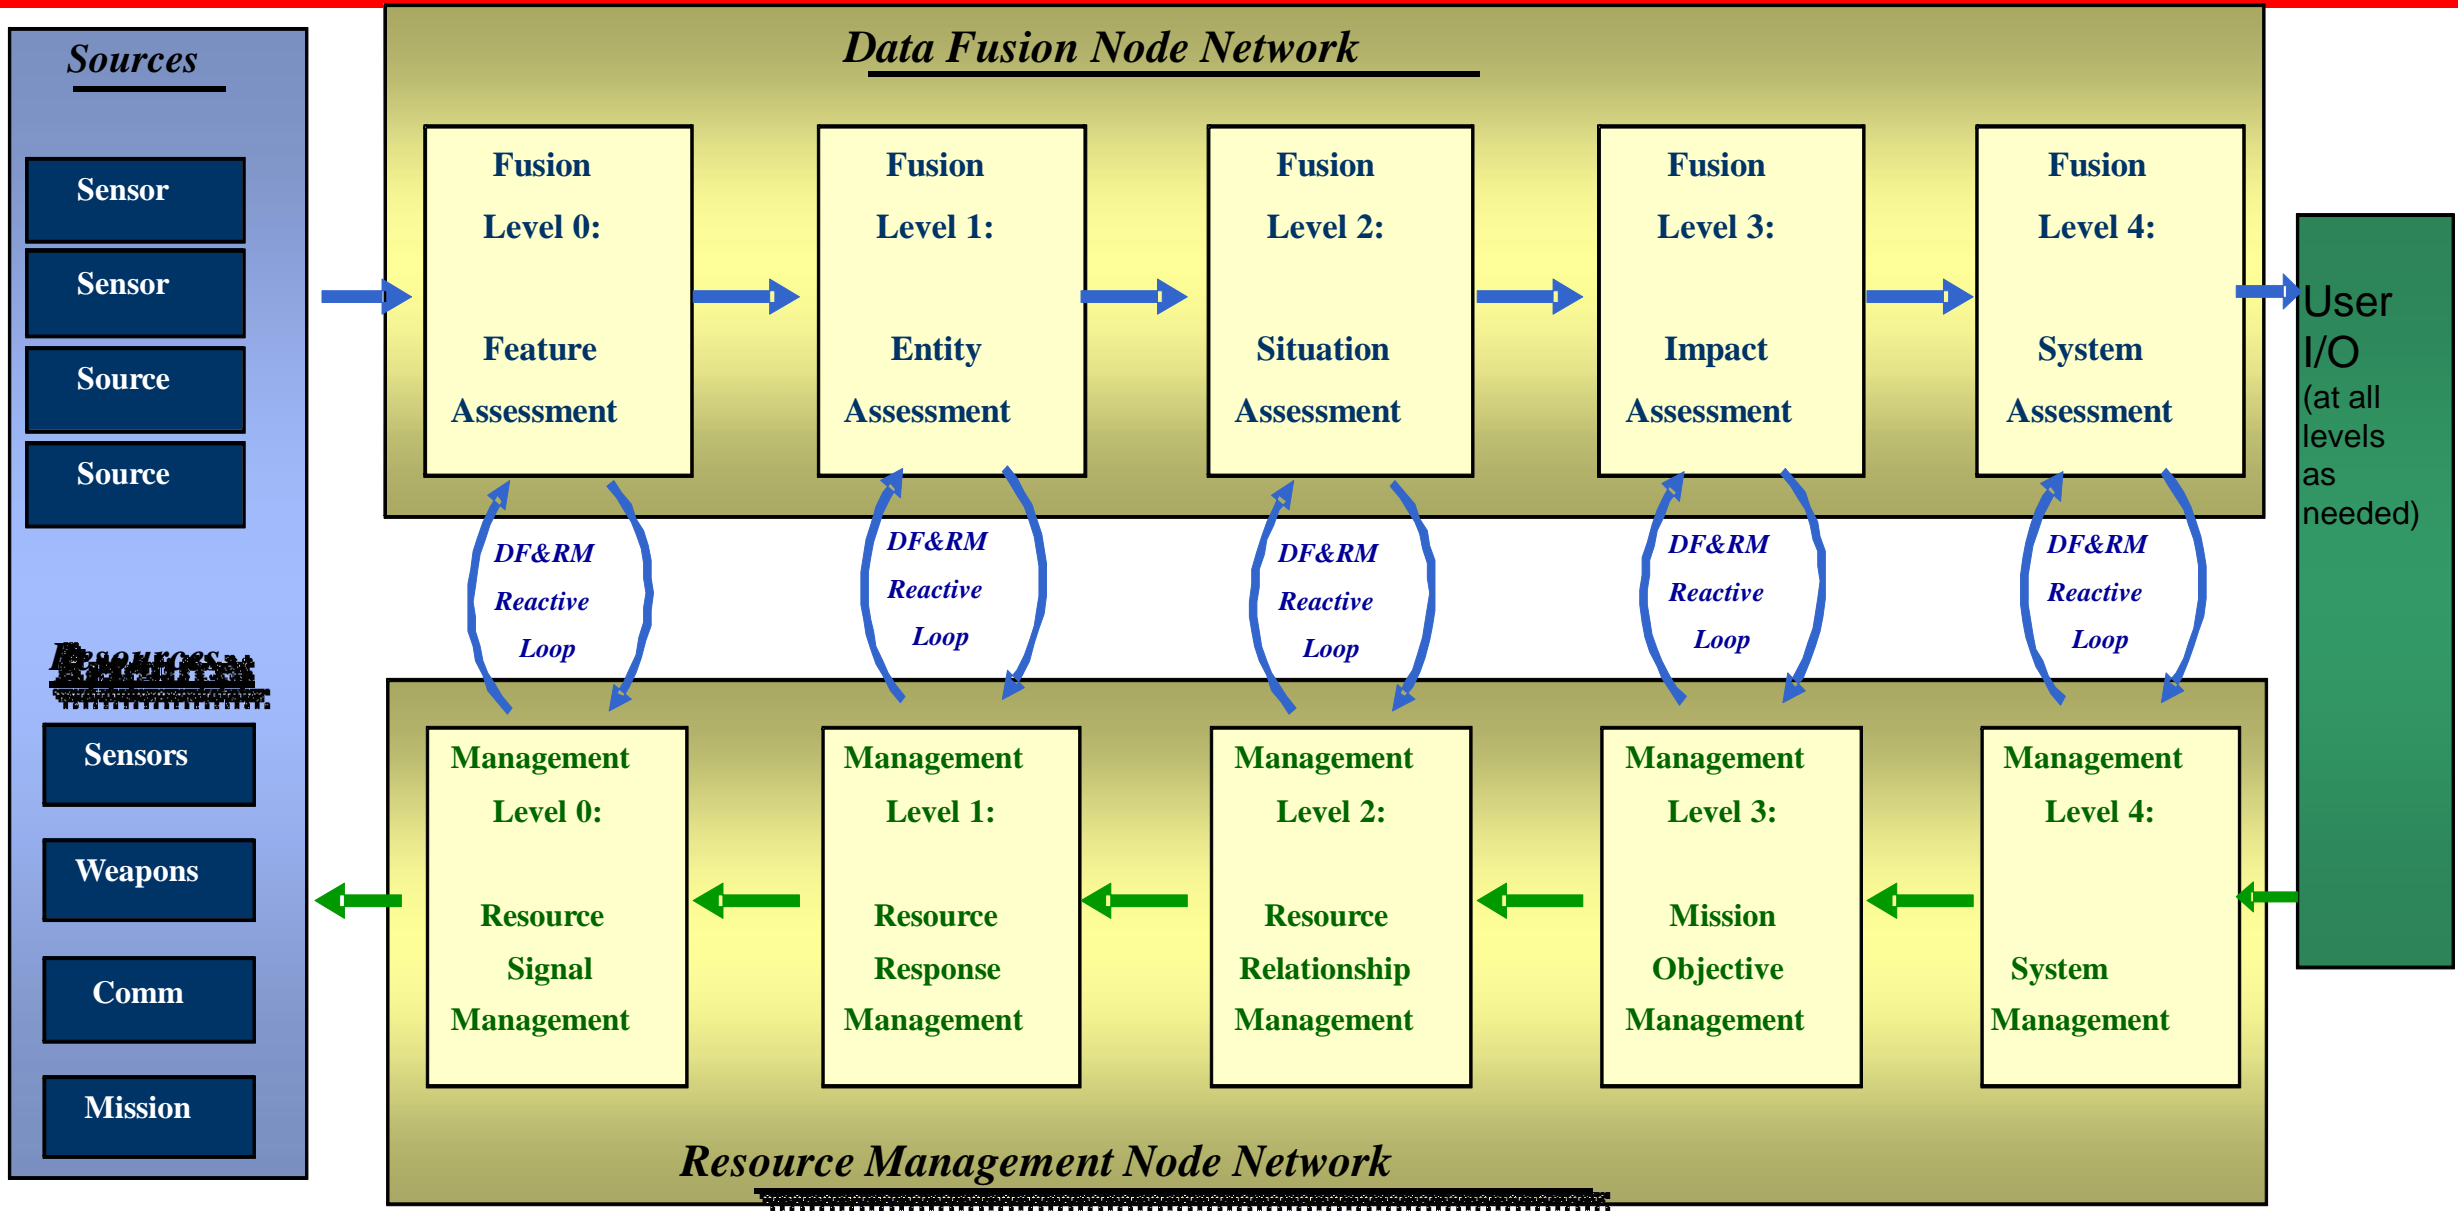 Sources
Sensor
Sensor
Source
Source
Resources
Sensors
Weapons
Comm
Mission
Data Fusion Node Network
Fusion
Level 0:
Feature
Assessment
Fusion
Level 1:
Entity
Assessment
Fusion
Level 2:
Situation
Assessment
Fusion
Level 3:
Impact
Assessment
Fusion
Level 4:
System
Assessment
DF&RM
Reactive
Loop
DF&RM
Reactive
Loop
DF&RM
Reactive
Loop
DF&RM
Reactive
Loop
DF&RM
Reactive
Loop
Management
Level 0:
Resource
Signal
Management
Management
Level 1:
Resource
Response
Management
Management
Level 2:
Resource
Relationship
Management
Management
Level 3:
Mission
Objective
Management
Management
Level 4:
System
Management
Resource Management Node Network
User
I/O
(at all
levels
as
needed)